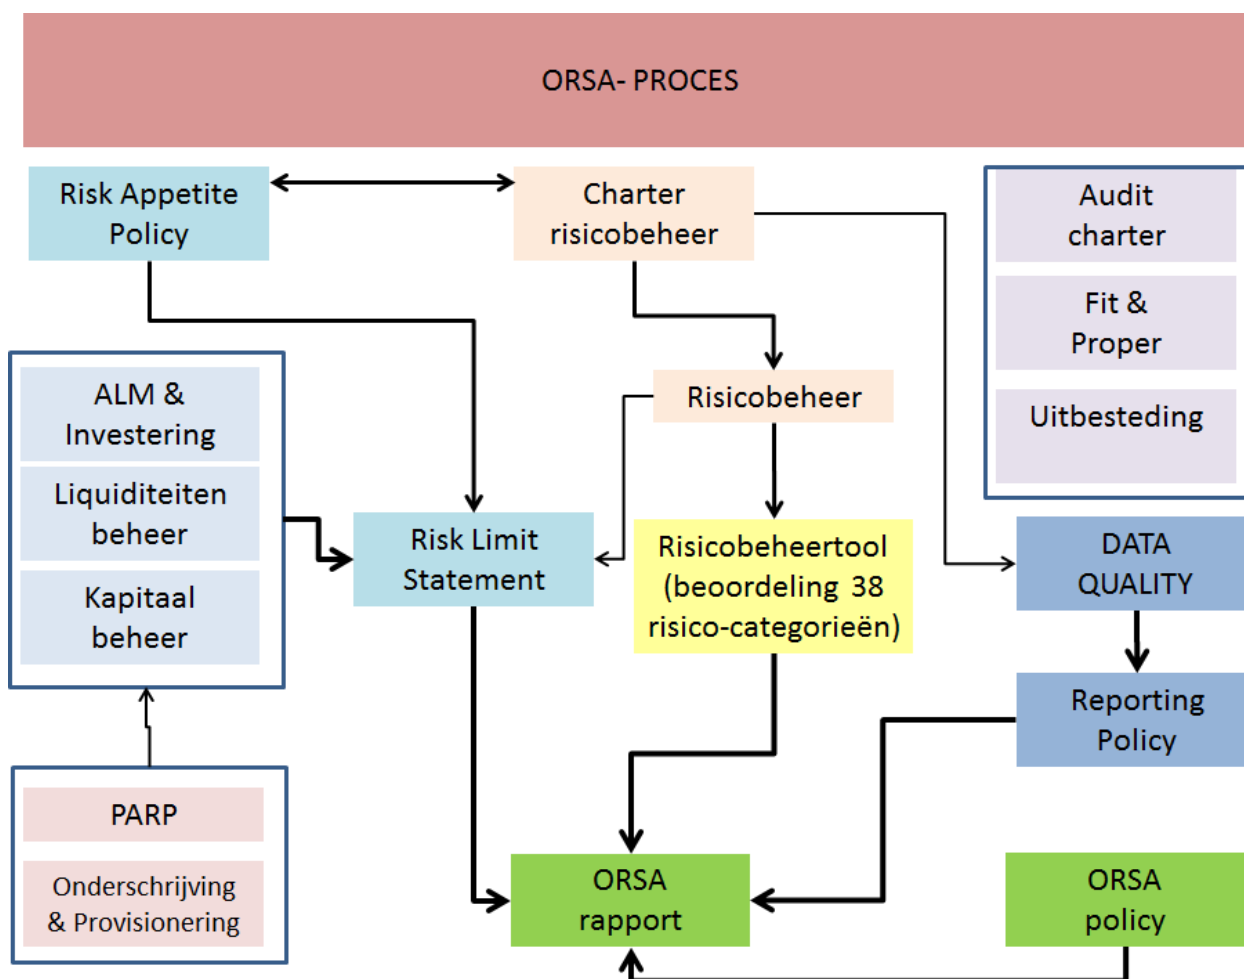 ORSA- PROCES
Risk Appetite
Policy
Charter
risicobeheer
Audit
charter
Fit &
Proper
Uitbesteding
ALM &
Investering
Liquiditeiten
beheer
Kapitaal
beheer
Risicobeheer
Risk Limit
Statement
Risicobeheertool
(beoordeling 38
risico-categorieën)
DATA
QUALITY
Reporting
Policy
PARP
Onderschrijving
& Provisionering
ORSA
rapport
ORSA
policy